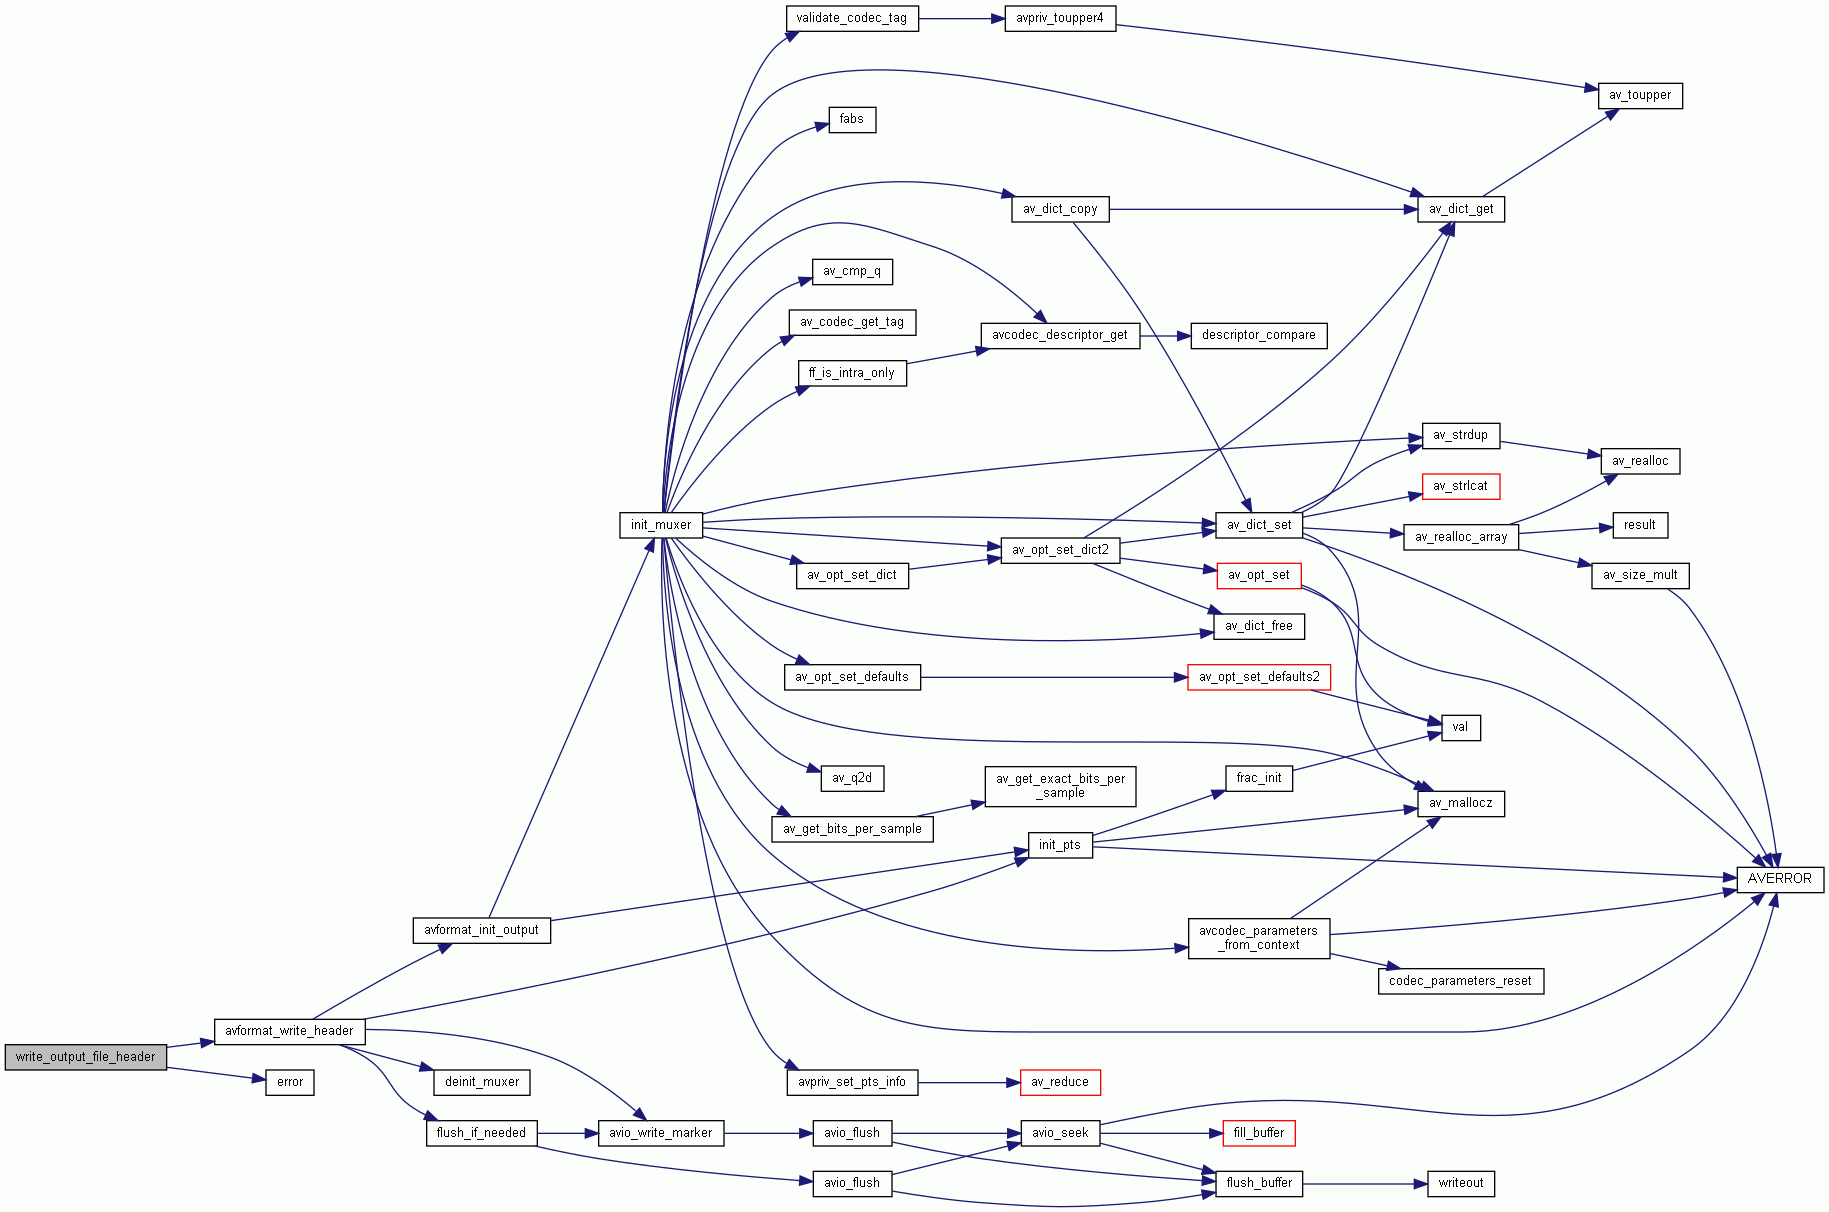 validate_codec_tag
avpriv_toupper4
av_toupper
fabs
av_dict_copy
av_dict_get
av_cmp_q
av_codec_get_tag
avcodec_descriptor_get
descriptor_compare
ff_is_intra_only
av_strdup
av_realloc
av_strlcat
init_muxer
av_dict_set
av_realloc_array
result
av_opt_set_dict2
av_opt_set_dict
av_opt_set
av_size_mult
av_dict_free
av_opt_set_defaults
av_opt_set_defaults2
val
av_q2d
av_get_exact_bits_per
_sample
frac_init
av_mallocz
av_get_bits_per_sample
init_pts
AVERROR
avformat_init_output
avcodec_parameters
_from_context
codec_parameters_reset
avformat_write_header
write_output_file_header
error
deinit_muxer
avpriv_set_pts_info
av_reduce
flush_if_needed
avio_write_marker
avio_flush
avio_seek
fill_buffer
avio_flush
flush_buffer
writeout